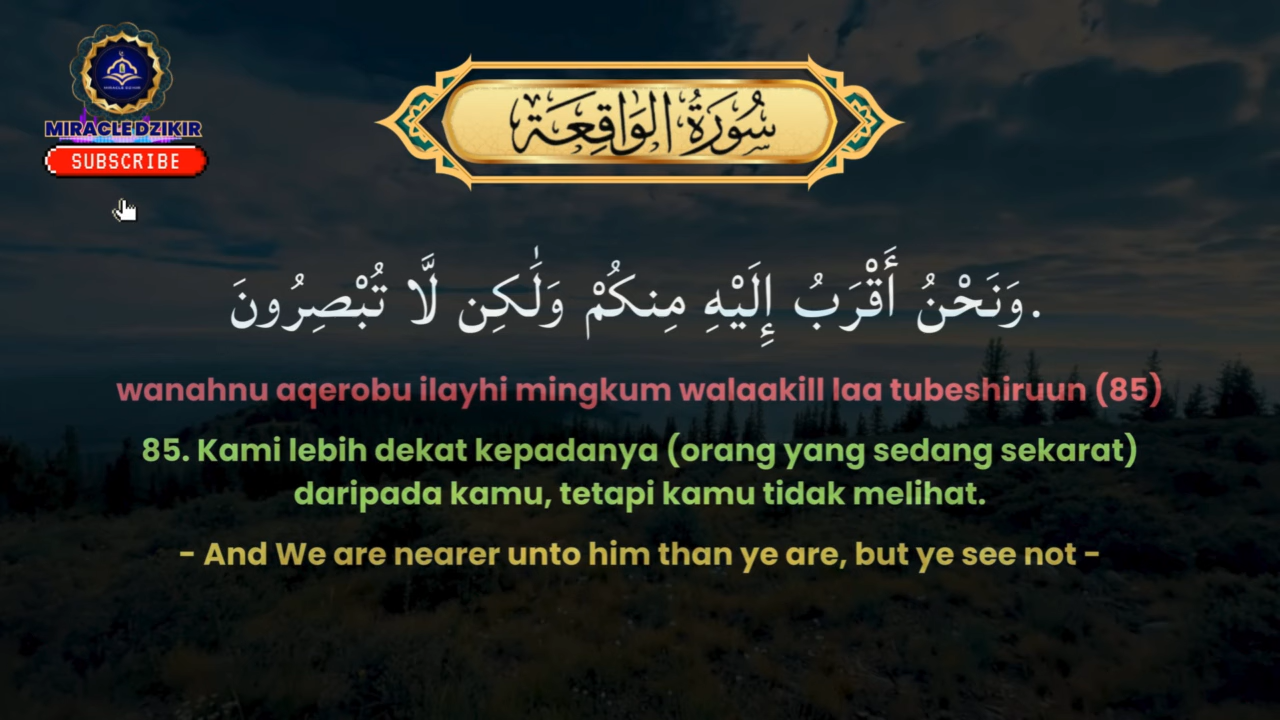 MIRACLE DZIKIR
SUBSCRIBE
سُورَةُ الوَاقِعَة
وَنَحْنُ أَقْرَبُ إِلَيْهِ مِنكُمْ وَلَٰكِن لَّا تُبْصِرُونَ.
wanahnu aqerobu ilayhi mingkum walaakill laa tubeshiruun (85)
85. Kami lebih dekat kepadanya (orang yang sedang sekarat)
daripada kamu, tetapi kamu tidak melihat.
- And We are nearer unto him than ye are, but ye see not -